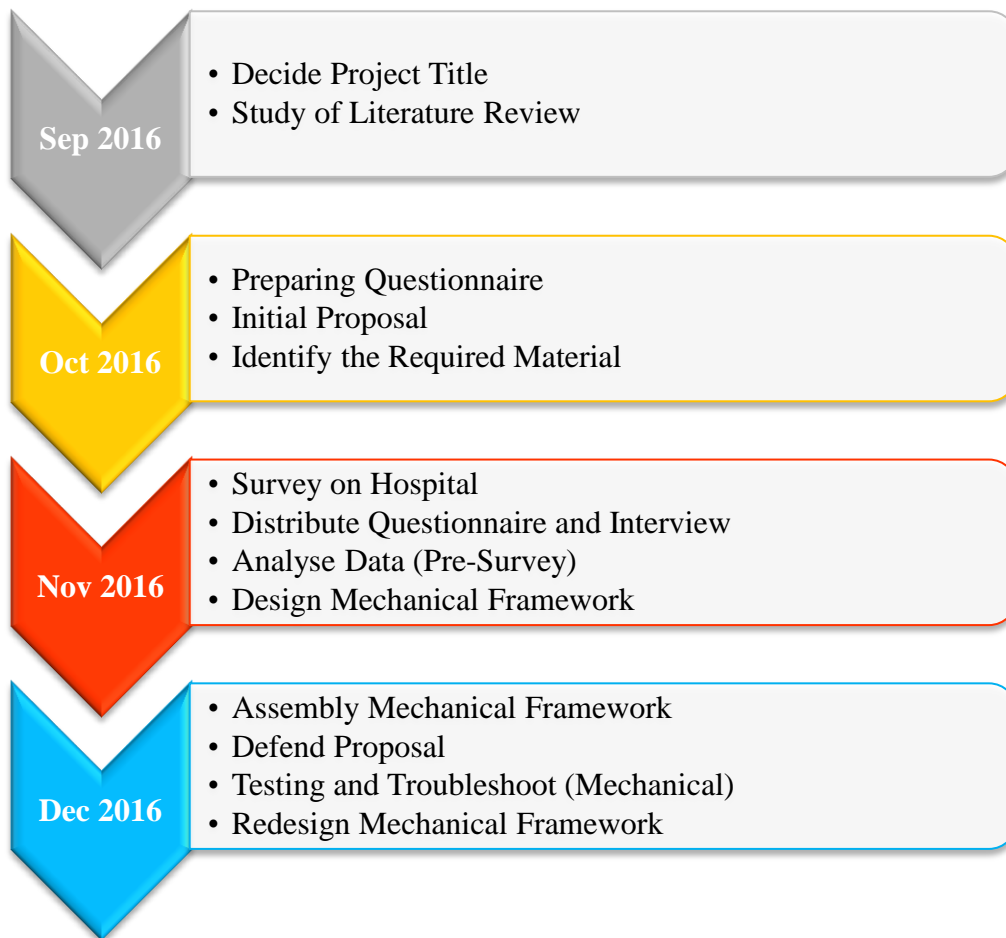 Sep 2016
• Decide Project Title
• Study of Literature Review
Oct 2016
• Preparing Questionnaire
• Initial Proposal
• Identify the Required Material
Nov 2016
• Survey on Hospital
• Distribute Questionnaire and Interview
• Analyse Data (Pre-Survey)
• Design Mechanical Framework
Dec 2016
• Assembly Mechanical Framework
• Defend Proposal
• Testing and Troubleshoot (Mechanical)
• Redesign Mechanical Framework